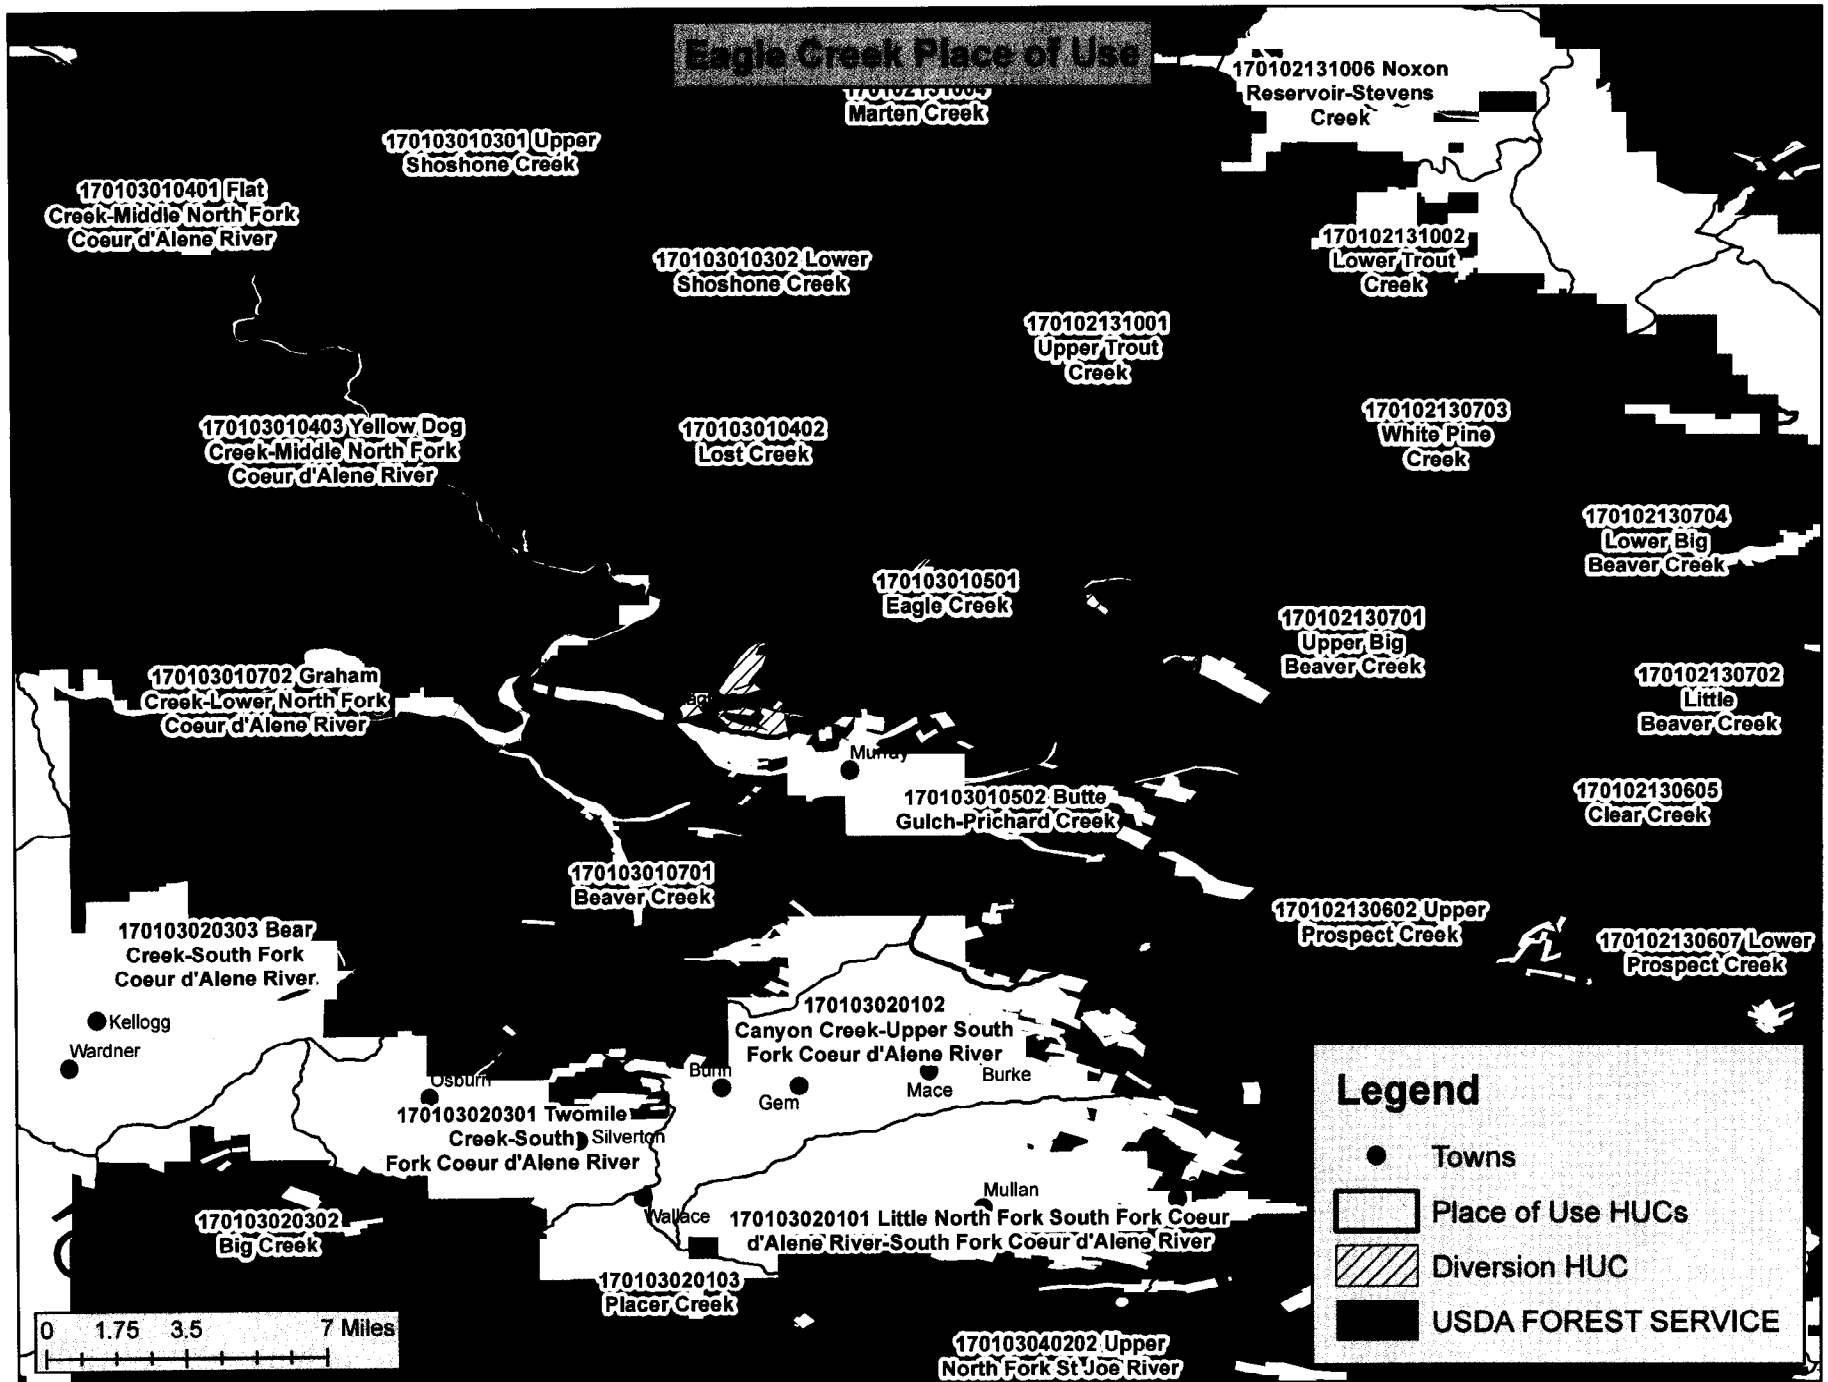 Eagle Creek Place of Use
170102131004
Marten Creek
170102131006 Noxon
Reservoir-Stevens
Creek
170103010301 Upper
Shoshone Creek
170103010401 Flat
Creek-Middle North Fork
Coeur d'Alene River
170103010302 Lower
Shoshone Creek
170102131002
Lower Trout
Creek
170102131001
Upper Trout
Creek
170103010403 Yellow Dog
Creek-Middle North Fork
Coeur d'Alene River
170103010402
Lost Creek
170102130703
White Pine
Creek
170102130704
Lower Big
Beaver Creek
170103010501
Eagle Creek
170102130701
Upper Big
Beaver Creek
170103010702 Graham
Creek-Lower North Fork
Coeur d'Alene River
170102130702
Little
Beaver Creek
Murray
170103010502 Butte
Gulch-Prichard Creek
170102130605
Clear Creek
170103010701
Beaver Creek
170102130602 Upper
Prospect Creek
170102130607 Lower
Prospect Creek
170103020303 Bear
Creek-South Fork
Coeur d'Alene River
Kellogg
Wardner
170103020102
Canyon Creek-Upper South
Fork Coeur d'Alene River
Osburn
Bunn
Gem
Mace
Burke
170103020301 Twomile
Creek-South
Fork Coeur d'Alene River
Silverton
Mullan
Wallace
170103020101 Little North Fork South Fork Coeur
d'Alene River-South Fork Coeur d'Alene River
170103020302
Big Creek
170103020103
Placer Creek
170103040202 Upper
North Fork St Joe River
0 1.75 3.5 7 Miles
Legend
Towns
Place of Use HUCs
Diversion HUC
USDA FOREST SERVICE